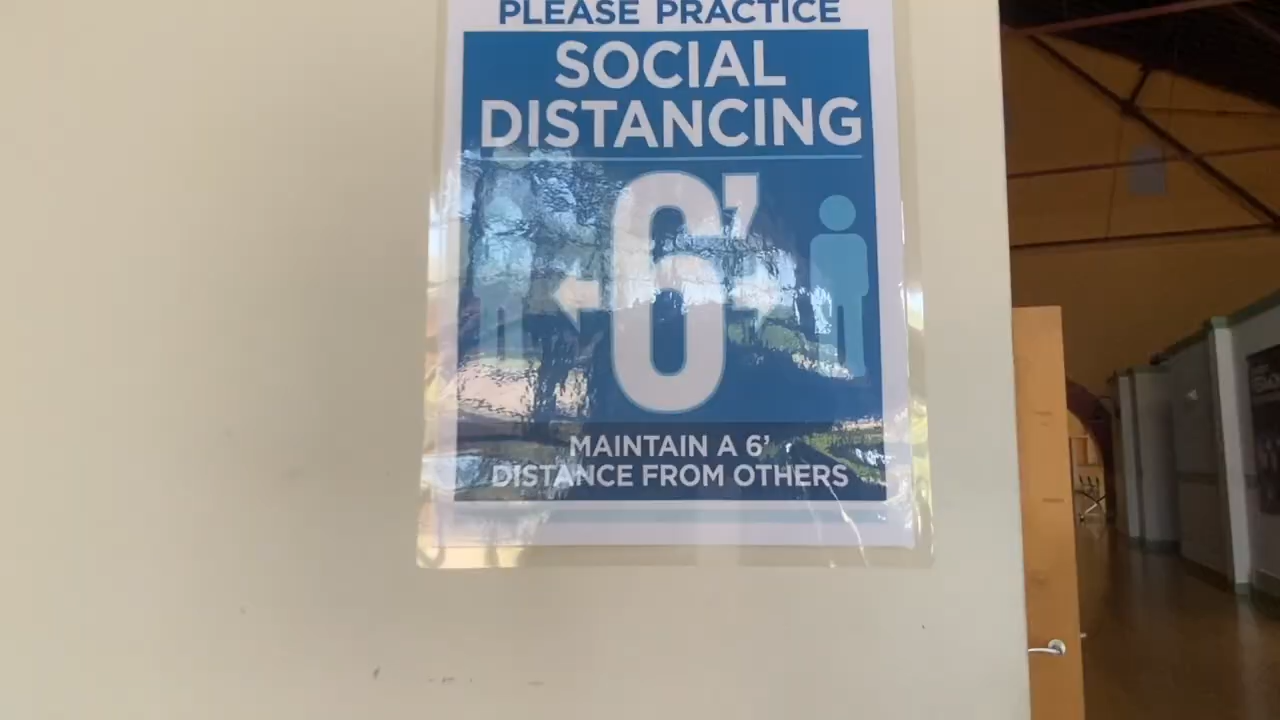 PLEASE PRACTICE
SOCIAL
DISTANCING
6’
MAINTAIN A 6’
DISTANCE FROM OTHERS